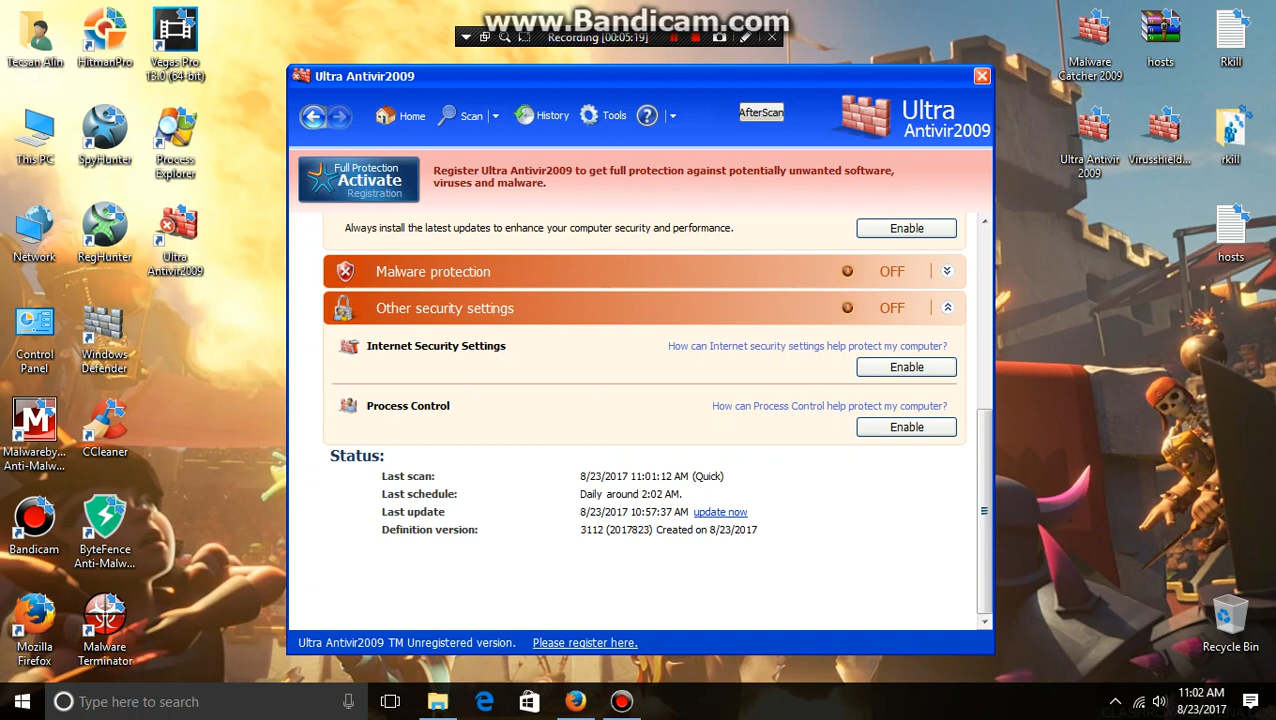 www.Bandicam.com
Recording [00:05:19]
Tecsan Alin
HitmanPro
Vegas Pro
13.0 (64-bit)
This PC
SpyHunter
Process
Explorer
Network
RegHunter
Ultra
Antivir2009
Control
Panel
Windows
Defender
Malwareby...
Anti-Malw...
CCleaner
Bandicam
ByteFence
Anti-Malw...
Mozilla
Firefox
Malware
Terminator
Ultra Antivir2009
Home
Scan
History
Tools
?
AfterScan
Ultra
Antivir2009
Full Protection
Activate
Registration
Register Ultra Antivir2009 to get full protection against potentially unwanted software,
viruses and malware.
Always install the latest updates to enhance your computer security and performance.
Enable
Malware protection
OFF
Other security settings
OFF
Internet Security Settings
How can Internet security settings help protect my computer?
Enable
Process Control
How can Process Control help protect my computer?
Enable
Status:
Last scan:
8/23/2017 11:01:12 AM (Quick)
Last schedule:
Daily around 2:02 AM.
Last update
8/23/2017 10:57:37 AM update now
Definition version:
3112 (2017823) Created on 8/23/2017
Ultra Antivir2009 TM Unregistered version.
Please register here.
Malware
Catcher 2009
hosts
Rkill
Ultra Antivir
2009
Virusshield...
rkill
hosts
Recycle Bin
Type here to search
11:02 AM
8/23/2017